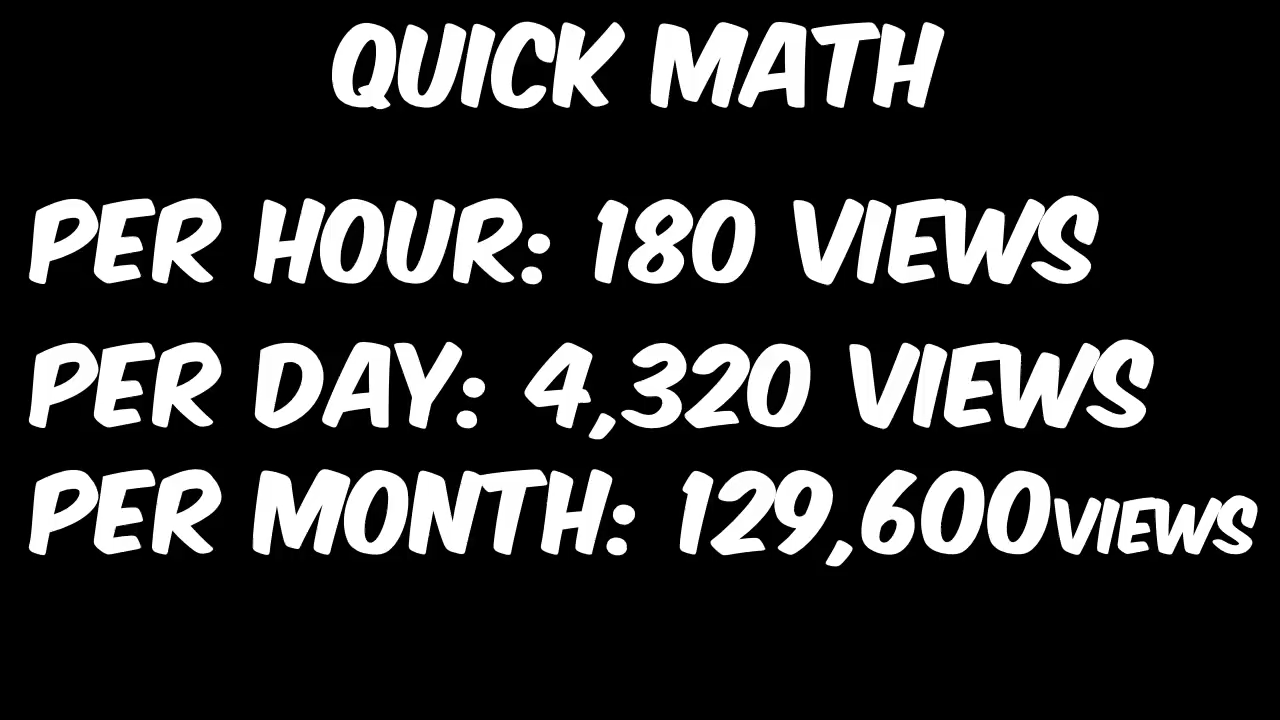 QUICK MATH
PER HOUR: 180 VIEWS
PER DAY: 4,320 VIEWS
PER MONTH: 129,600VIEWS